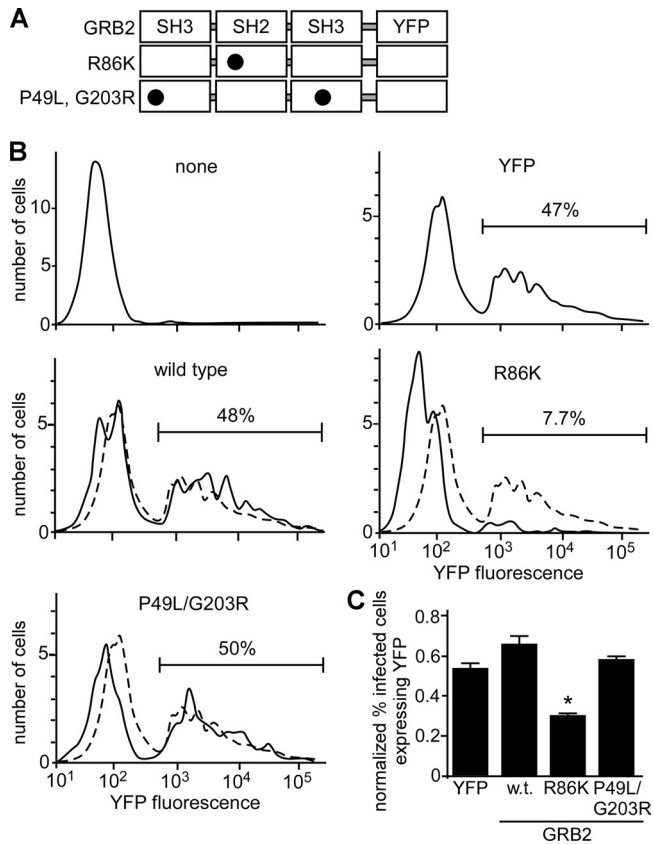 A
GRB2 SH3 SH2 SH3 YFP
R86K
P49L, G203R
B
none
number of cells
10
5
0
YFP
47%
5
0
wild type
48%
number of cells
5
0
R86K
7.7%
5
0
10¹ 10² 10³ 10⁴ 10⁵
YFP fluorescence
P49L/G203R
50%
number of cells
5
0
10¹ 10² 10³ 10⁴ 10⁵
YFP fluorescence
C
normalized % infected cells
expressing YFP
0.8
0.6
0.4
0.6
0
*
YFP w.t. R86K P49L/
G203R
GRB2